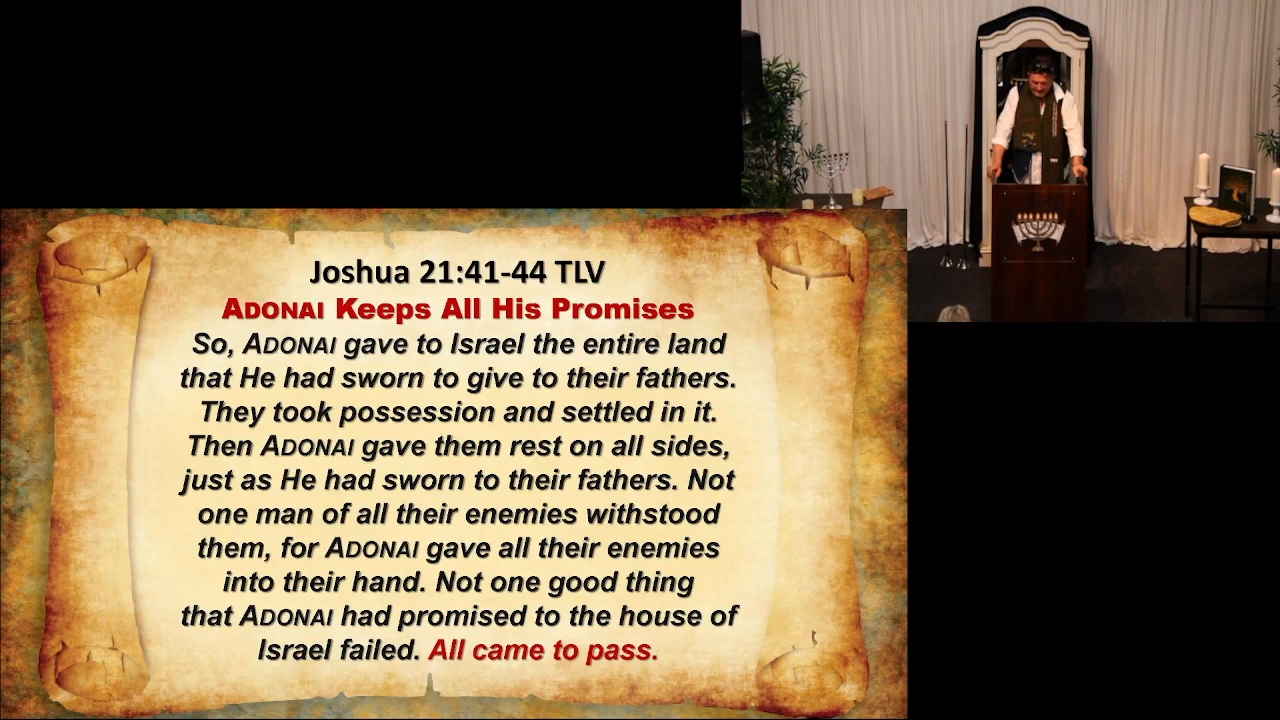 Joshua 21:41-44 TLV
ADONAI Keeps All His Promises
So, ADONAI gave to Israel the entire land
that He had sworn to give to their fathers.
They took possession and settled in it.
Then ADONAI gave them rest on all sides,
just as He had sworn to their fathers. Not
one man of all their enemies withstood
them, for ADONAI gave all their enemies
into their hand. Not one good thing
that ADONAI had promised to the house of
Israel failed. All came to pass.